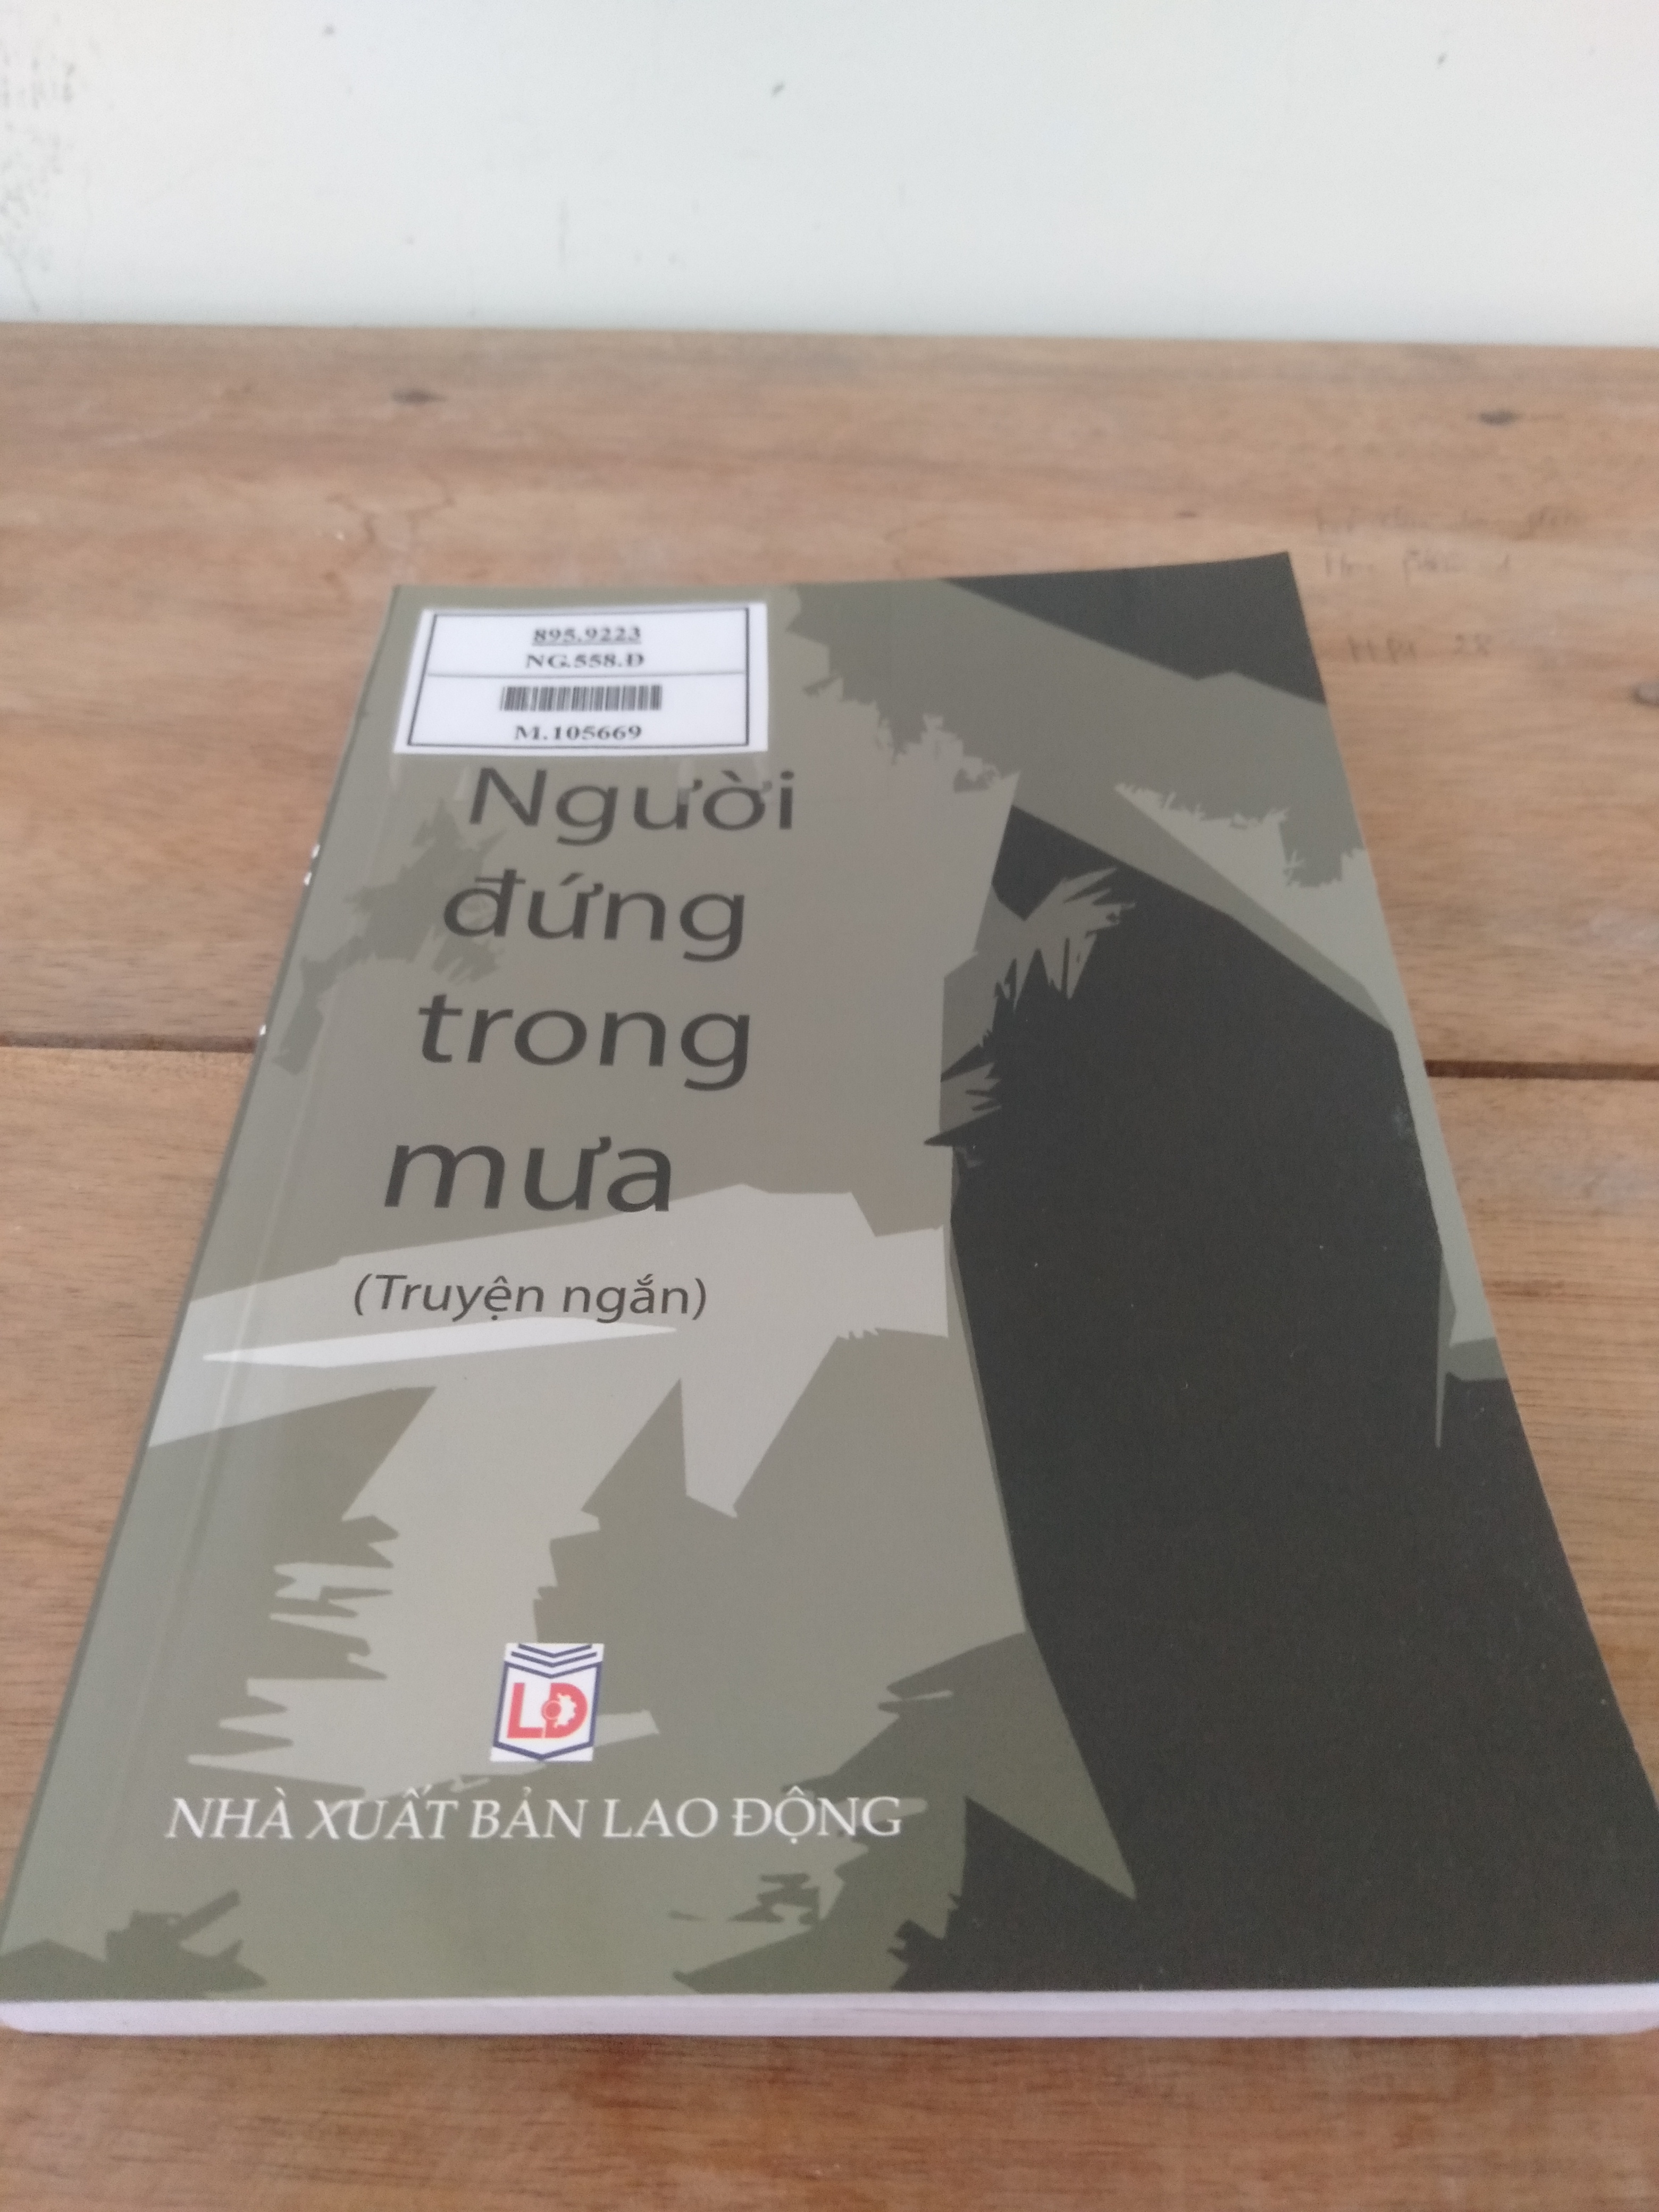 895.9223
NG.558.Đ
M.105669
Người
đứng
trong
mưa
(Truyện ngắn)
LĐ
NHÀ XUẤT BẢN LAO ĐỘNG